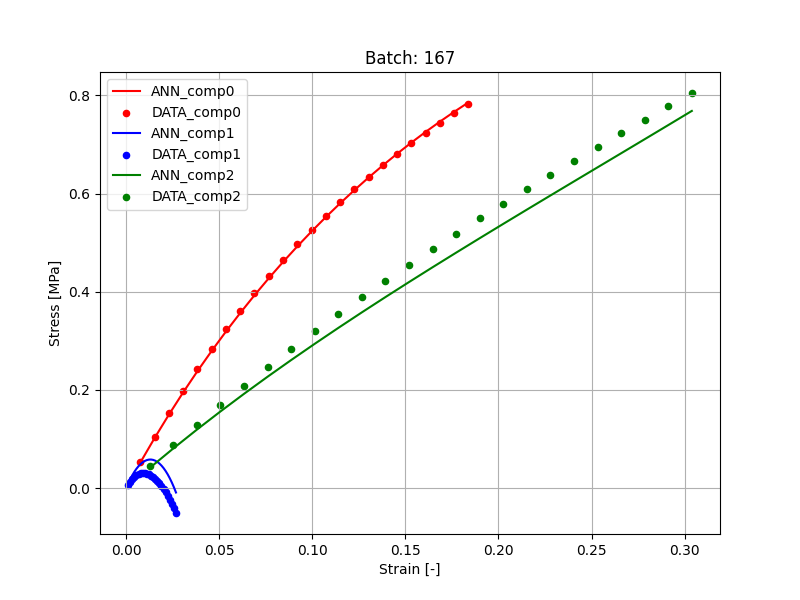 Batch: 167
ANN_comp0
DATA_comp0
ANN_comp1
DATA_comp1
ANN_comp2
DATA_comp2
Stress [MPa]
0.8
0.6
0.4
0.2
0.0
0.00 0.05 0.10 0.15 0.20 0.25 0.30
Strain [-]